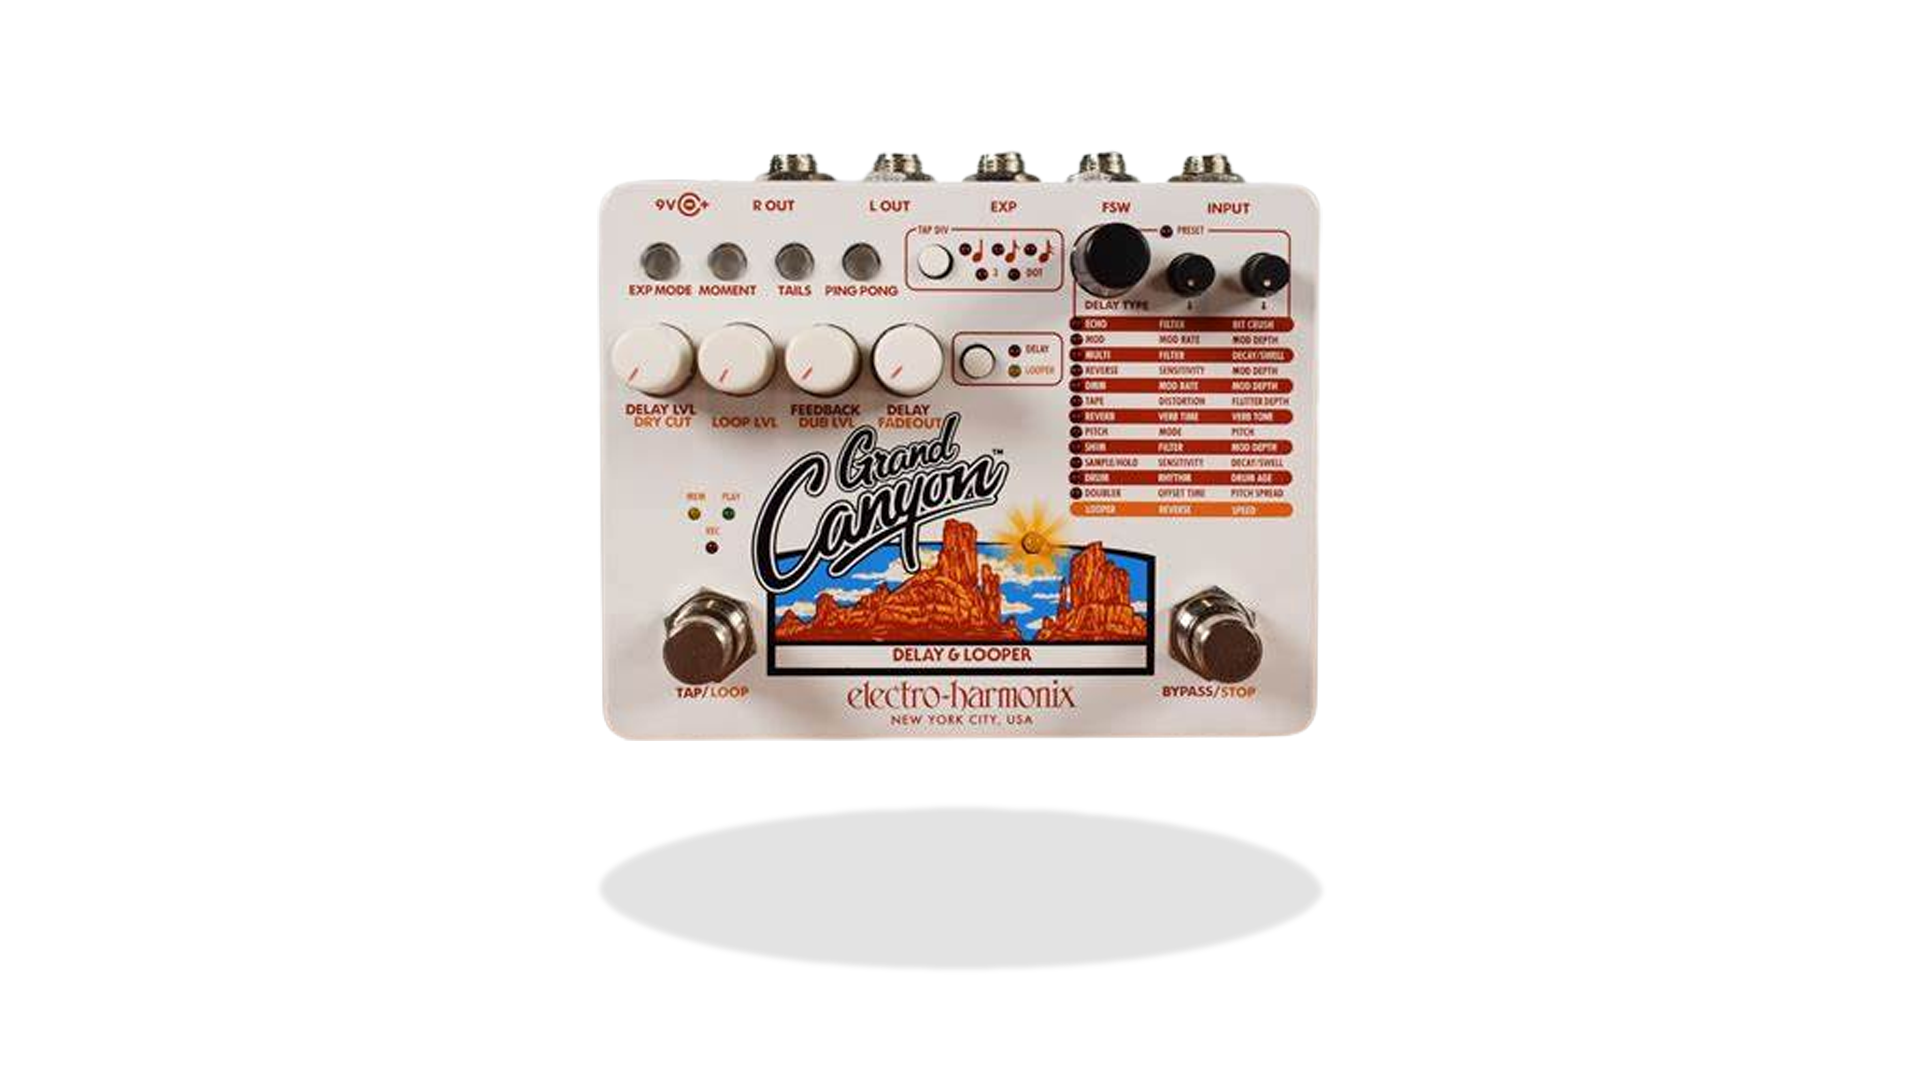 9V
R OUT
L OUT
EXP
FSW
INPUT
TAP DIV
PRESET
3
DOT
EXP MODE
MOMENT
TAILS
PING PONG
DELAY TYPE
ECHO FILTER BIT CRUSH
MOD MOD RATE MOD DEPTH
MULTI FILTER DECAY/SWELL
REVERSE SENSITIVITY MOD DEPTH
DMM MOD RATE MOD DEPTH
TAPE DISTORTION FLUTTER DEPTH
REVERB VERB TIME VERB TONE
PITCH MODE PITCH
SHIM FILTER MOD DEPTH
SAMPLE/HOLD SENSITIVITY DECAY/SWELL
DRUM RHYTHM DRUM AGE
DOUBLER OFFSET TIME PITCH SPREAD
LOOPER REVERSE SPEED
DELAY
LOOPER
DELAY LVL
DRY CUT
LOOP LVL
FEEDBACK
DUB LVL
DELAY
FADEOUT
Grand
Canyon™
MEM
PLAY
REC
DELAY & LOOPER
TAP/LOOP
BYPASS/STOP
electro-harmonix
NEW YORK CITY, USA